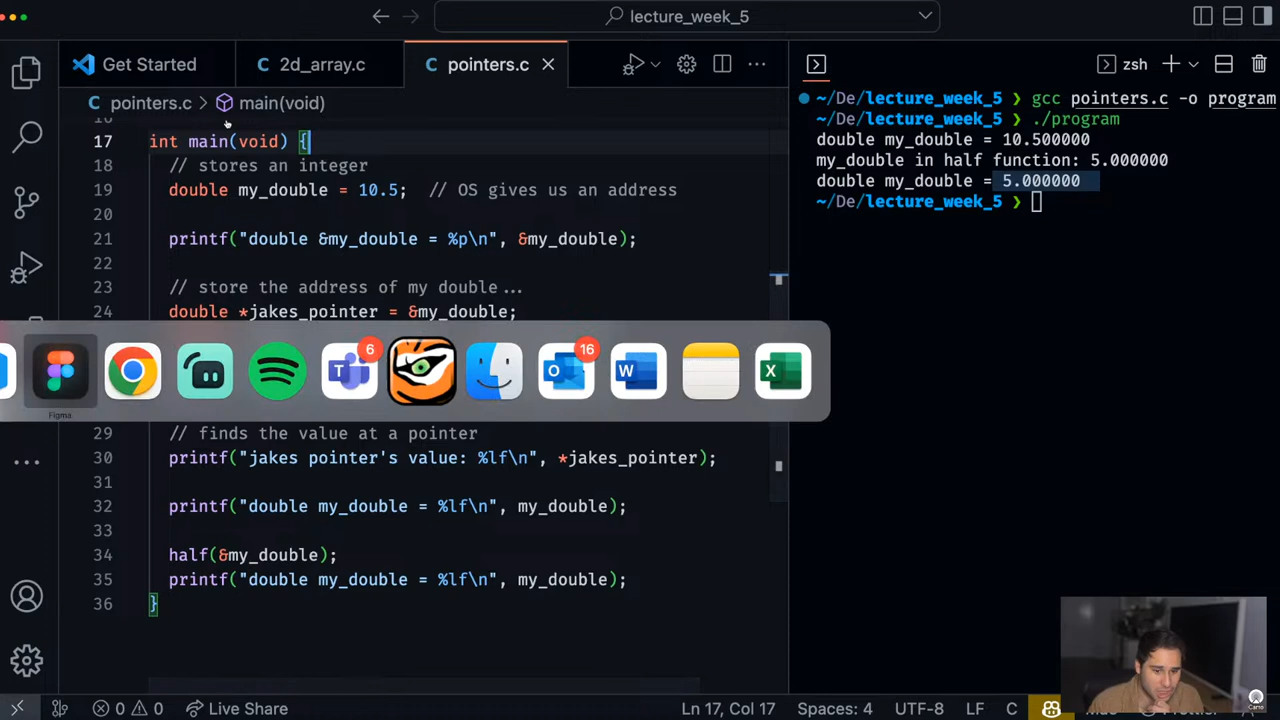 lecture_week_5
Get Started
C 2d_array.c
C pointers.c
zsh
C pointers.c > main(void)
17 int main(void) {
18 // stores an integer
19 double my_double = 10.5; // OS gives us an address
20
21 printf("double &my_double = %p\n", &my_double);
22
23 // store the address of my double...
24 double *jakes_pointer = &my_double;
6
16
Figma
29 // finds the value at a pointer
30 printf("jakes pointer's value: %lf\n", *jakes_pointer);
31
32 printf("double my_double = %lf\n", my_double);
33
34 half(&my_double);
35 printf("double my_double = %lf\n", my_double);
36 }
~/De/lecture_week_5 ❯ gcc pointers.c -o program
~/De/lecture_week_5 ❯ ./program
double my_double = 10.500000
my_double in half function: 5.000000
double my_double = 5.000000
~/De/lecture_week_5 ❯
0 0 Live Share
Ln 17, Col 17 Spaces: 4 UTF-8 LF C